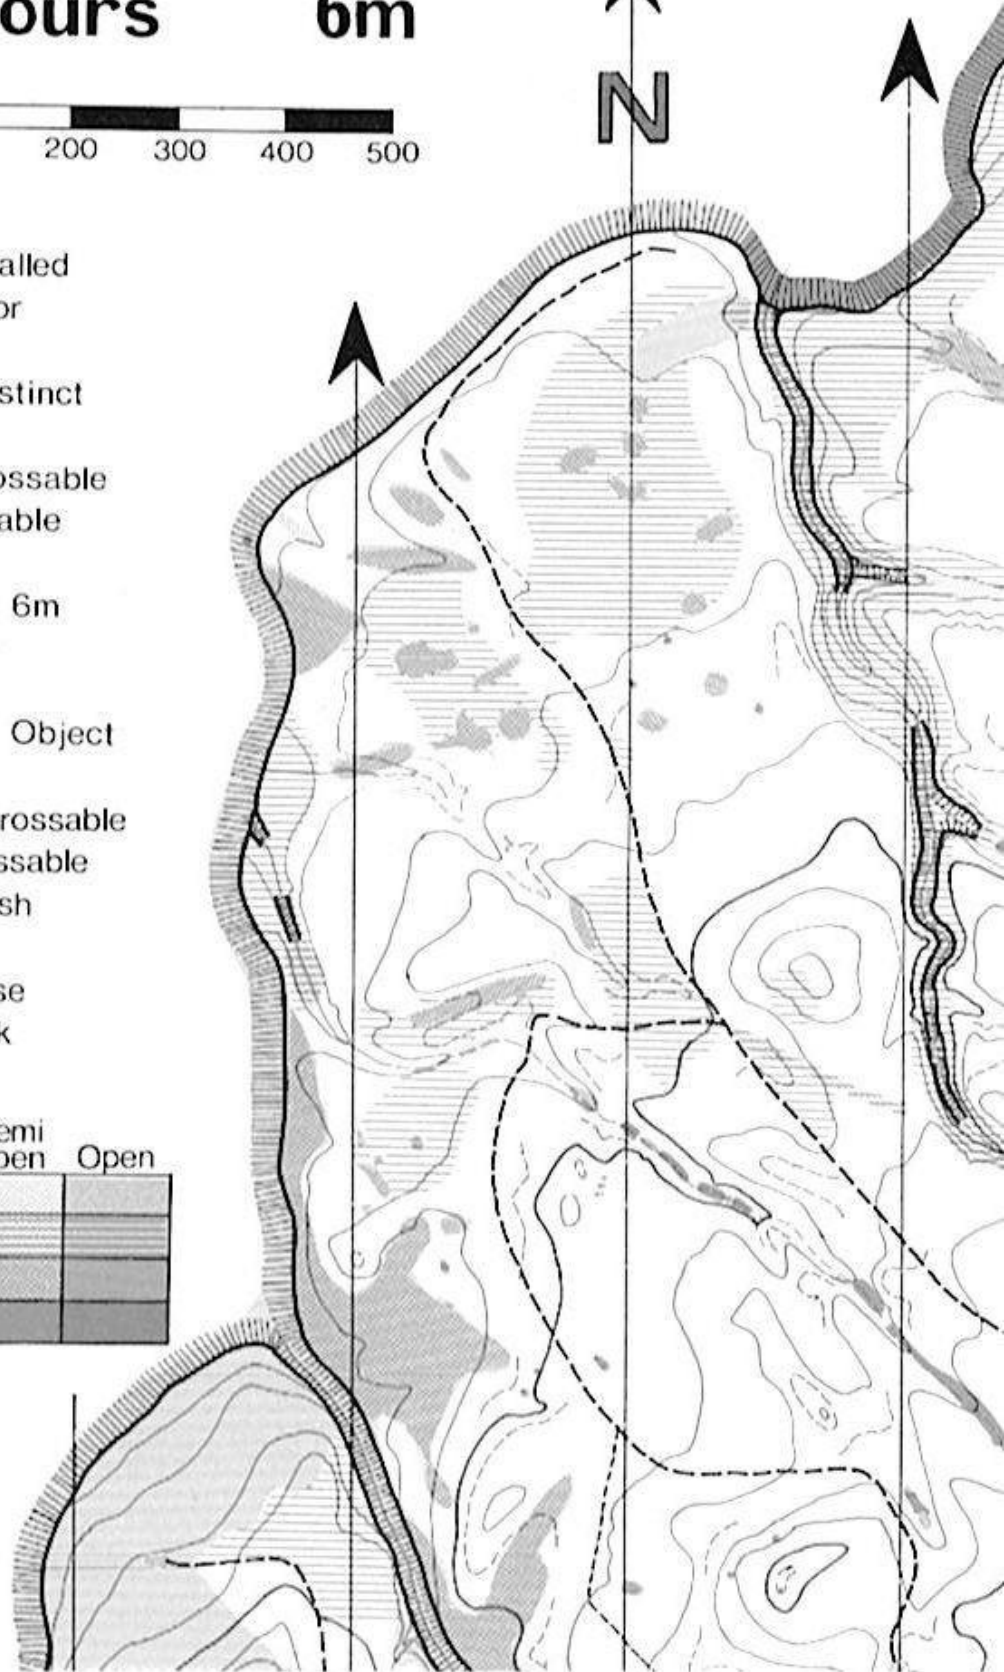 ours 6m
N
200 300 400 500
alled
or
stinct
ossable
able
6m
Object
rossable
ssable
sh
se
k
emi
pen Open